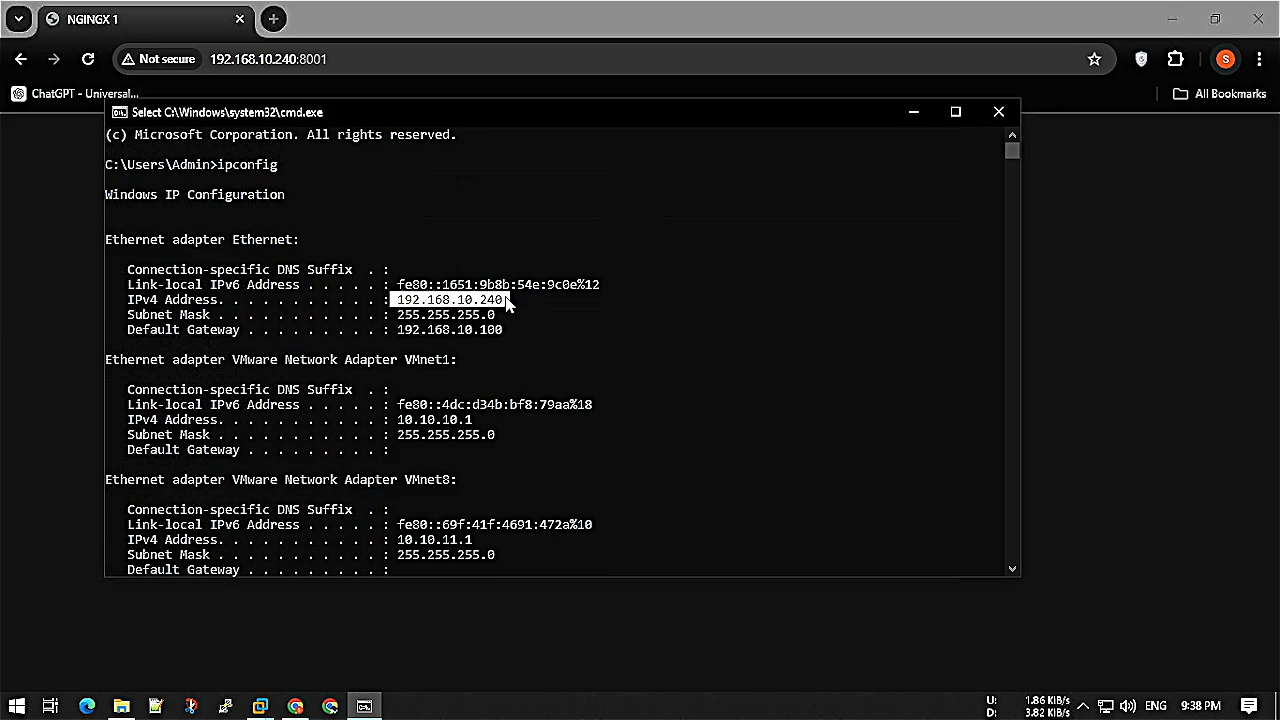 NGINGX 1
Not secure 192.168.10.240:8001
ChatGPT - Universal...
All Bookmarks
Select C:\Windows\system32\cmd.exe
(c) Microsoft Corporation. All rights reserved.
C:\Users\Admin>ipconfig
Windows IP Configuration
Ethernet adapter Ethernet:
Connection-specific DNS Suffix . :
Link-local IPv6 Address . . . . . : fe80::1651:9b8b:54e:9c0e%12
IPv4 Address. . . . . . . . . . . : 192.168.10.240
Subnet Mask . . . . . . . . . . . : 255.255.255.0
Default Gateway . . . . . . . . . : 192.168.10.100
Ethernet adapter VMware Network Adapter VMnet1:
Connection-specific DNS Suffix . :
Link-local IPv6 Address . . . . . : fe80::4dc:d34b:bf8:79aa%18
IPv4 Address. . . . . . . . . . . : 10.10.10.1
Subnet Mask . . . . . . . . . . . : 255.255.255.0
Default Gateway . . . . . . . . . :
Ethernet adapter VMware Network Adapter VMnet8:
Connection-specific DNS Suffix . :
Link-local IPv6 Address . . . . . : fe80::69f:41f:4691:472a%10
IPv4 Address. . . . . . . . . . . : 10.10.11.1
Subnet Mask . . . . . . . . . . . : 255.255.255.0
Default Gateway . . . . . . . . . :
U: 1.86 KiB/s
D: 3.82 KiB/s
ENG 9:38 PM